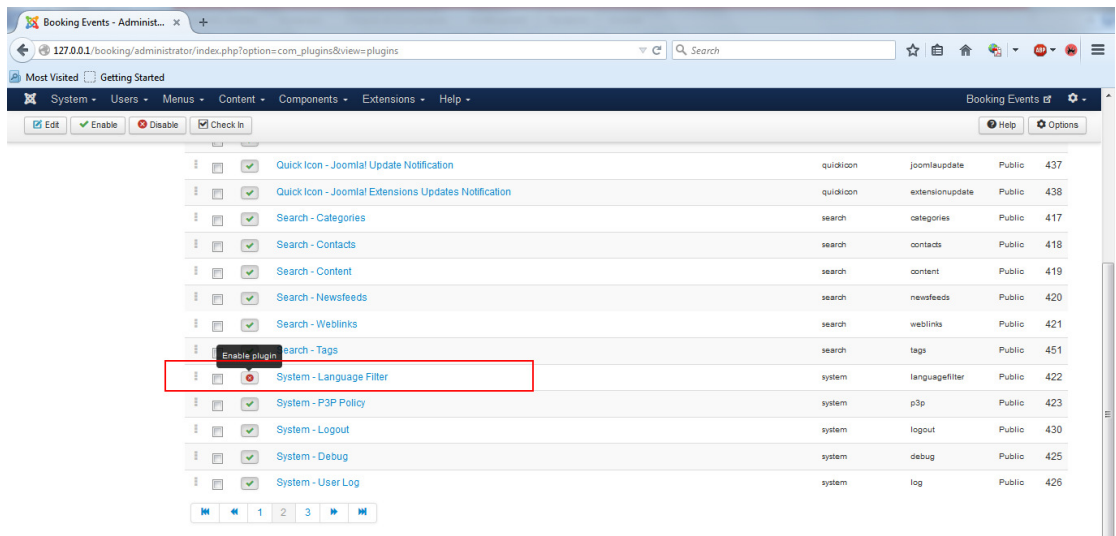 Booking Events - Administ... × +
127.0.0.1/booking/administrator/index.php?option=com_plugins&view=plugins Search
Most Visited Getting Started
System Users Menus Content Components Extensions Help Booking Events
Edit Enable Disable Check In Help Options
Quick Icon - Joomla! Update Notification quickicon joomlaupdate Public 437
Quick Icon - Joomla! Extensions Updates Notification quickicon extensionupdate Public 438
Search - Categories search categories Public 417
Search - Contacts search contacts Public 418
Search - Content search content Public 419
Search - Newsfeeds search newsfeeds Public 420
Search - Weblinks search weblinks Public 421
Search - Tags search tags Public 451
Enable plugin
System - Language Filter system languagefilter Public 422
System - P3P Policy system p3p Public 423
System - Logout system logout Public 430
System - Debug system debug Public 425
System - User Log system log Public 426
1 2 3